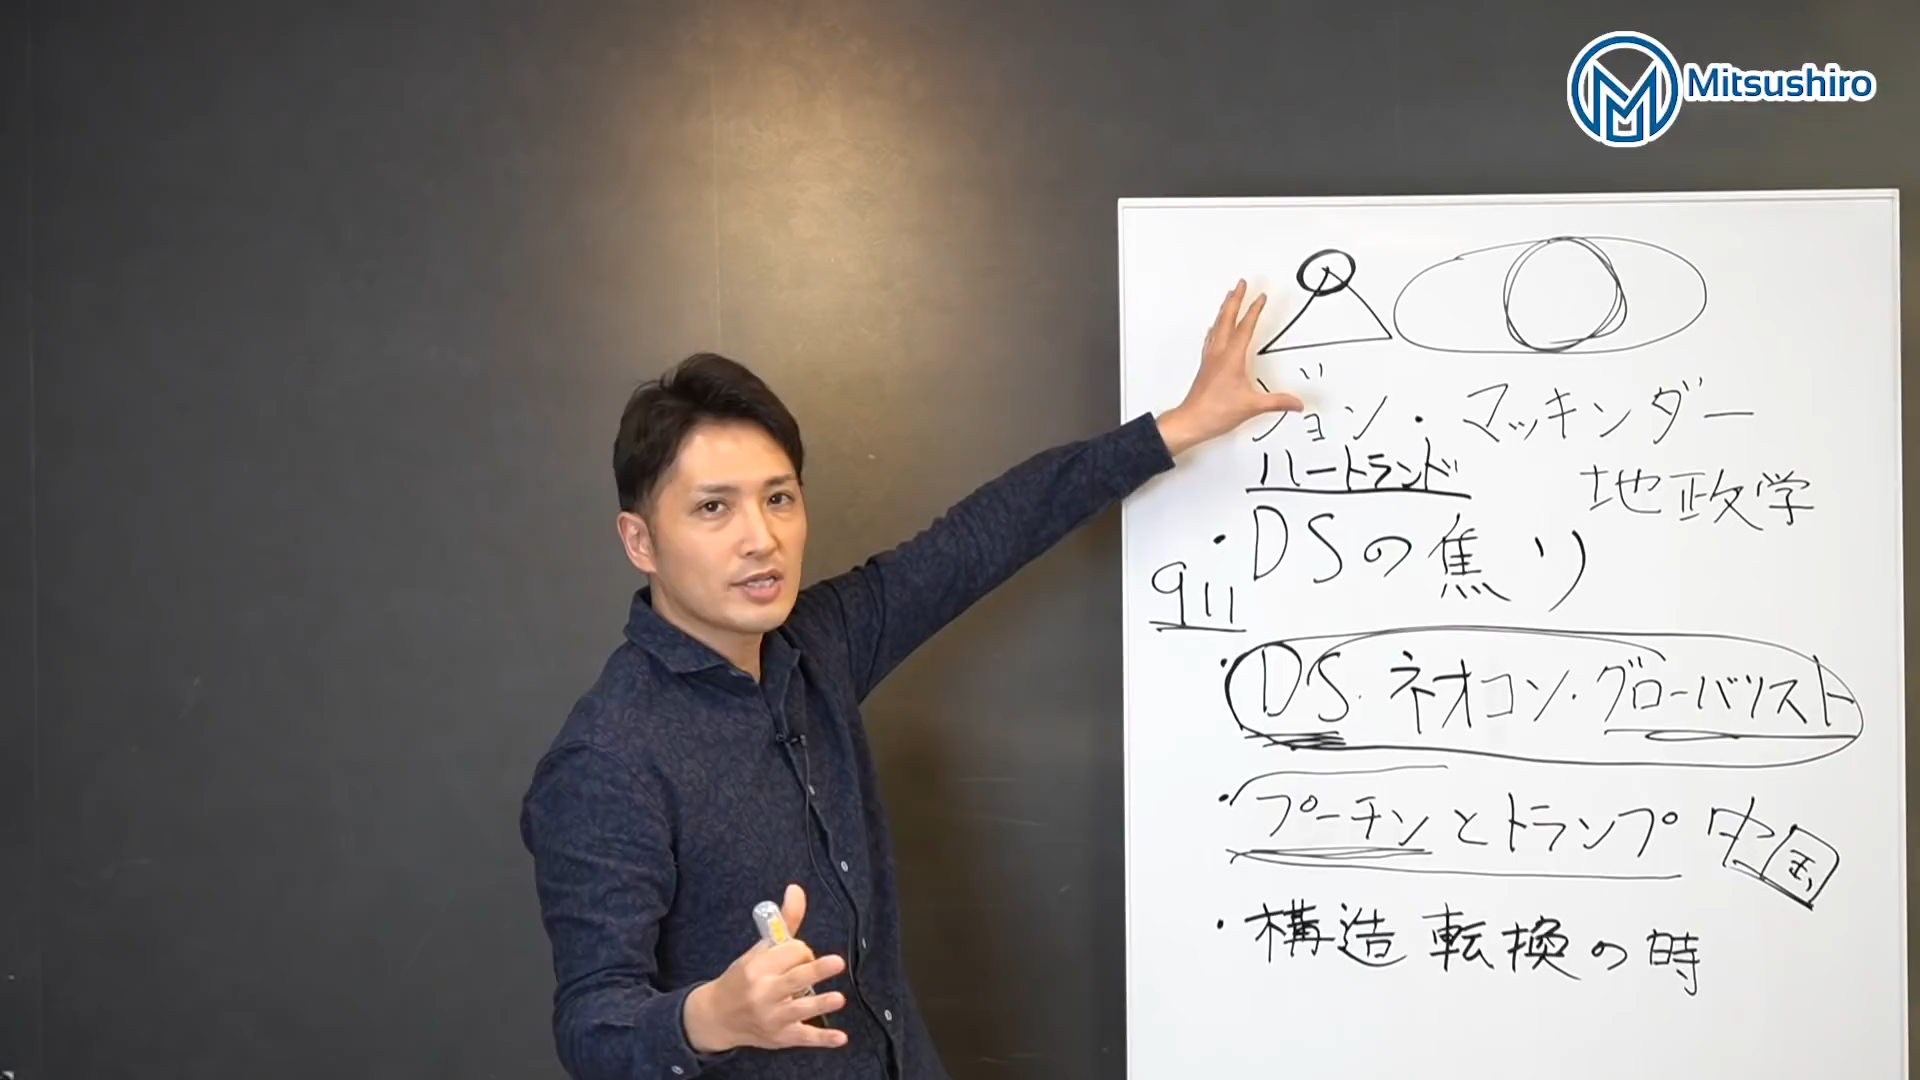 Mitsushiro
ジョン・マッキンダー
ハートランド
地政学
・DSの焦り
911
・DS・ネオコン・グローバリスト
・プーチンとトランプ 中国
・構造転換の時